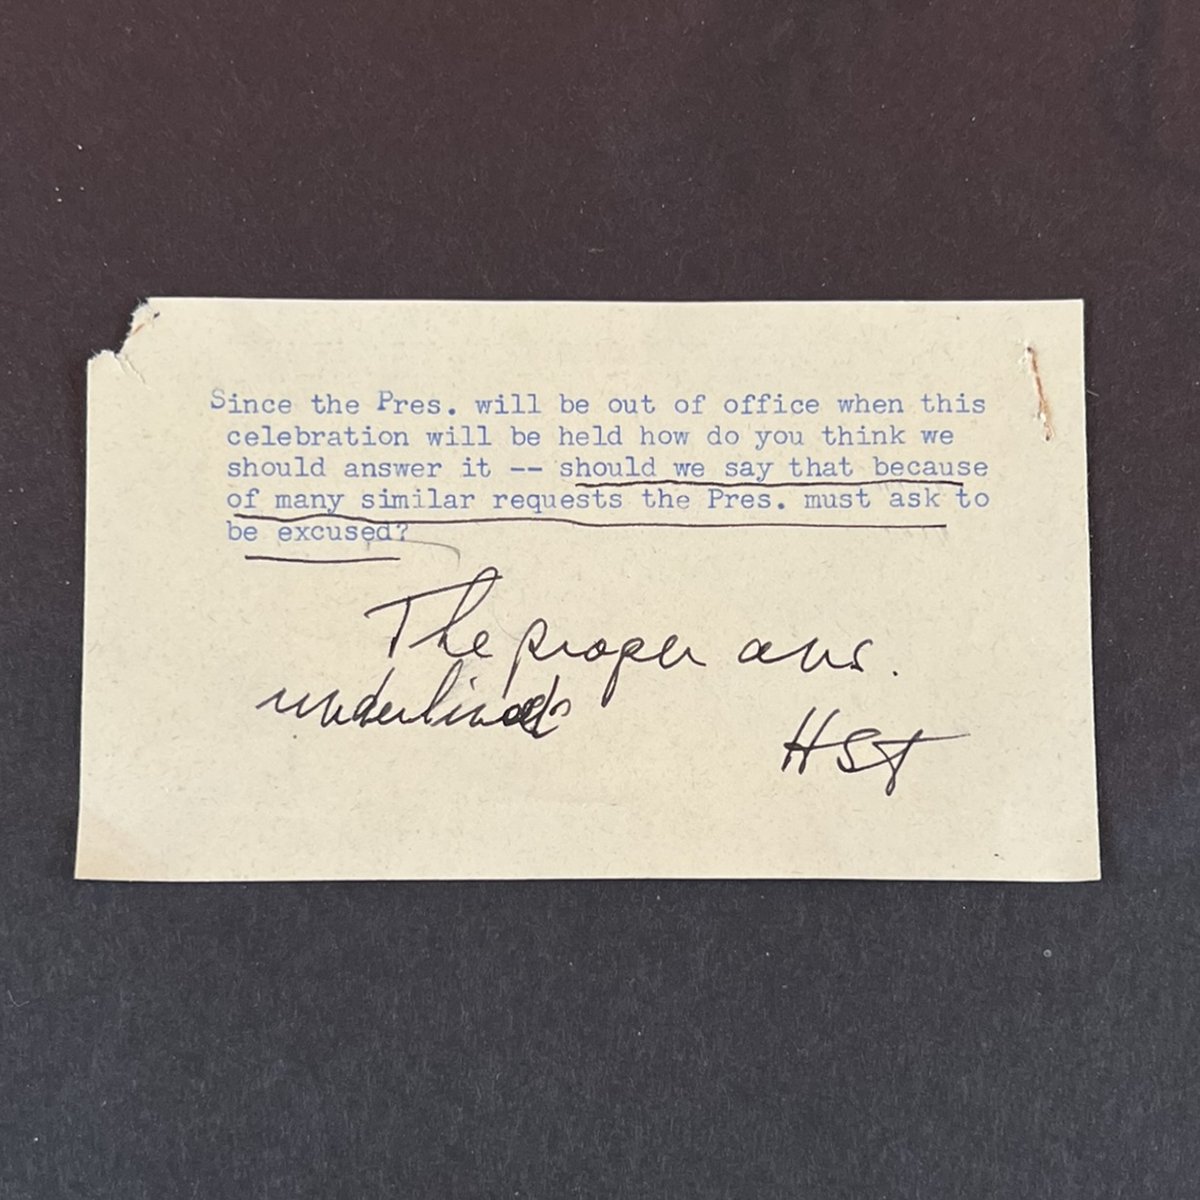 Since the Pres. will be out of office when this
celebration will be held how do you think we
should answer it -- should we say that because
of many similar requests the Pres. must ask to
be excused?
The proper ans.
underlined
HST